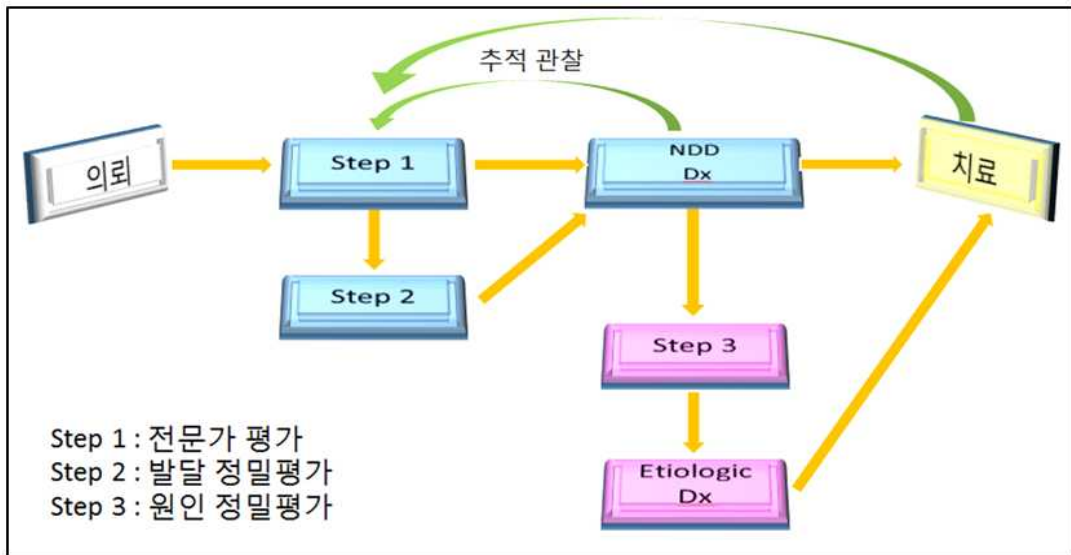 추적 관찰
의뢰
Step 1
NDD
Dx
치료
Step 2
Step 3
Etiologic
Dx
Step 1 : 전문가 평가
Step 2 : 발달 정밀평가
Step 3 : 원인 정밀평가